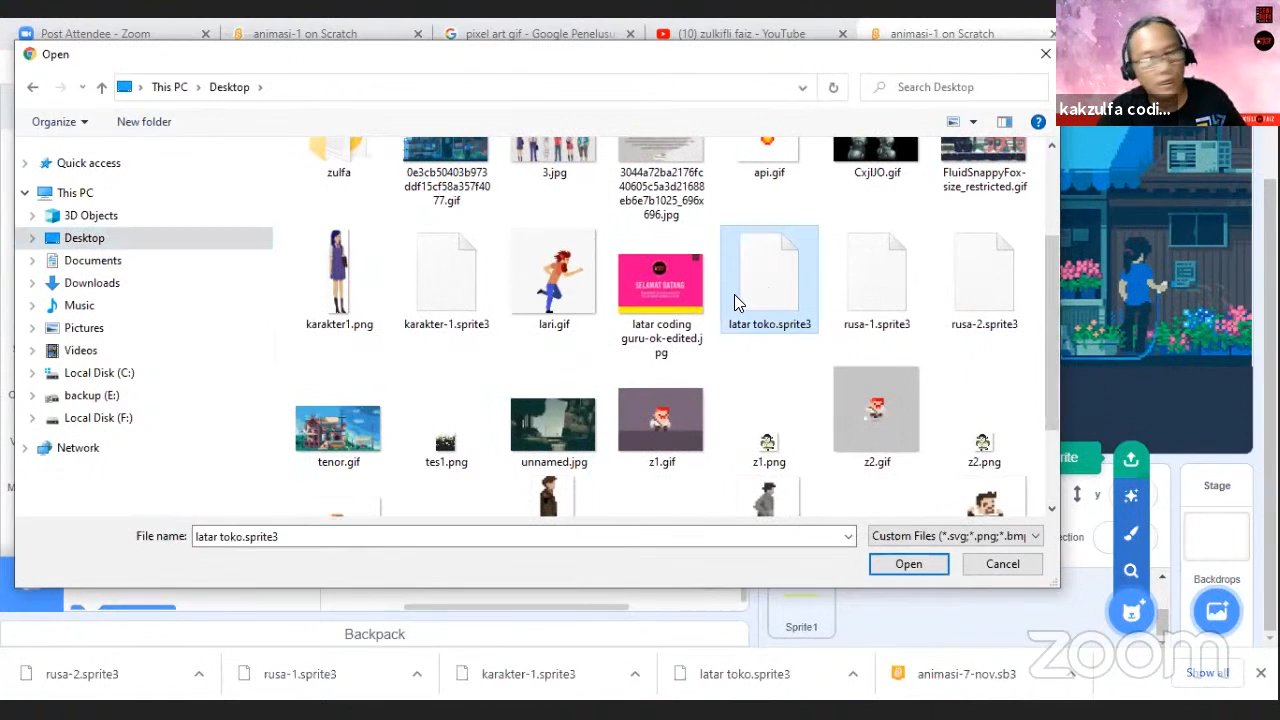 Post Attendee - Zoom
animasi-1 on Scratch
pixel art gif - Google Penelusu
(10) zulkifli faiz - YouTube
animasi-1 on Scratch
Open
This PC
Desktop
Search Desktop
kakzulfa codi...
Organize
New folder
Quick access
This PC
3D Objects
Desktop
Documents
Downloads
Music
Pictures
Videos
Local Disk (C:)
backup (E:)
Local Disk (F:)
Network
zulfa
0e3cb50403b973
ddf15cf58a357f40
77.gif
3.jpg
3044a72ba2176fc
40605c5a3d21688
eb6e7b1025_696x
696.jpg
api.gif
CxjIJO.gif
FluidSnappyFox-
size_restricted.gif
SELAMAT DATANG
karakter1.png
karakter-1.sprite3
lari.gif
latar coding
guru-ok-edited.j
pg
latar toko.sprite3
rusa-1.sprite3
rusa-2.sprite3
tenor.gif
tes1.png
unnamed.jpg
z1.gif
z1.png
z2.gif
z2.png
File name:
latar toko.sprite3
Custom Files (*.svg;*.png;*.bmp
Open
Cancel
rite
y
ection
Stage
Backdrops
Sprite1
Backpack
zoom
rusa-2.sprite3
rusa-1.sprite3
karakter-1.sprite3
latar toko.sprite3
animasi-7-nov.sb3
Show all